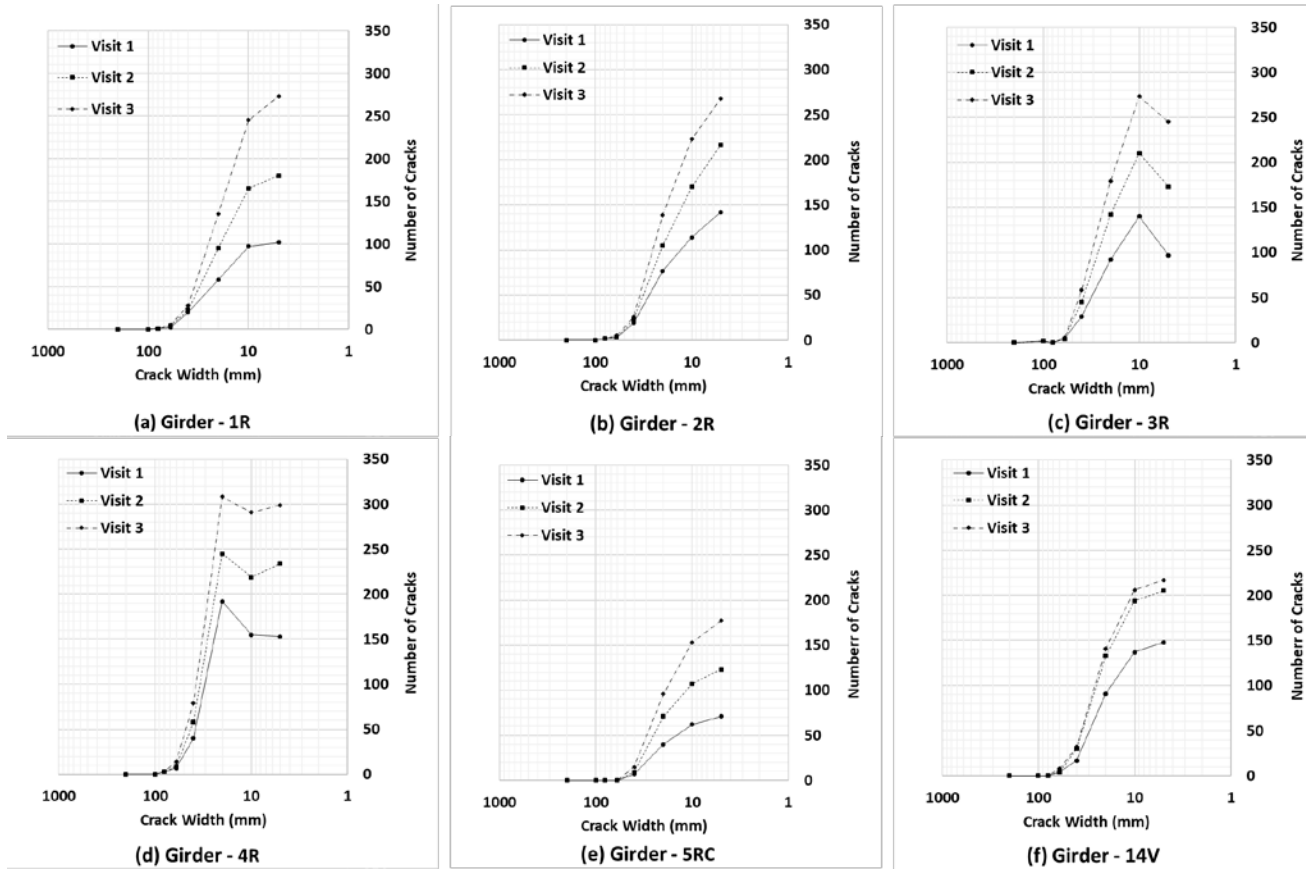 350
300
250
200
150
100
50
0
Visit 1
Visit 2
Visit 3
Number of Cracks
1000 100 10 1
Crack Width (mm)
(a) Girder - 1R
350
300
250
200
150
100
50
0
Visit 1
Visit 2
Visit 3
Number of Cracks
1000 100 10 1
Crack Width (mm)
(b) Girder - 2R
350
300
250
200
150
100
50
0
Visit 1
Visit 2
Visit 3
Number of Cracks
1000 100 10 1
Crack Width (mm)
(c) Girder - 3R
350
300
250
200
150
100
50
0
Visit 1
Visit 2
Visit 3
Number of Cracks
1000 100 10 1
Crack Width (mm)
(d) Girder - 4R
350
300
250
200
150
100
50
0
Visit 1
Visit 2
Visit 3
Numberr of Cracks
1000 100 10 1
Crack Width (mm)
(e) Girder - 5RC
350
300
250
200
150
100
50
0
Visit 1
Visit 2
Visit 3
Number of Cracks
1000 100 10 1
Crack Width (mm)
(f) Girder - 14V